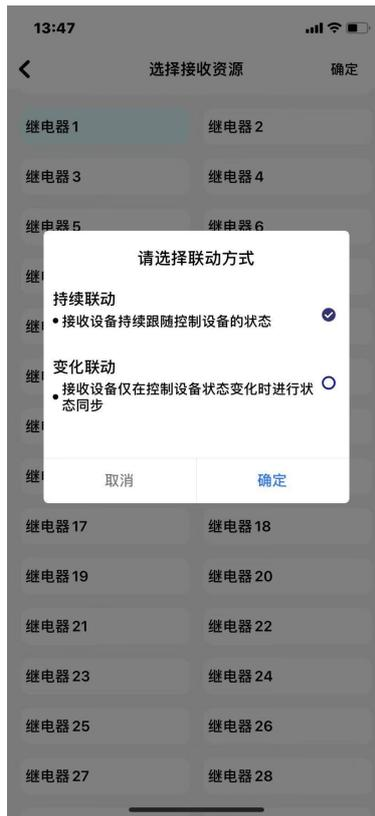 13:47
选择接收资源
确定
继电器1
继电器2
继电器3
继电器4
继电器5
继电器6
请选择联动方式
持续联动
•接收设备持续跟随控制设备的状态
变化联动
•接收设备仅在控制设备状态变化时进行状
态同步
继
继
继
继
继
取消
确定
继电器17
继电器18
继电器19
继电器20
继电器21
继电器22
继电器23
继电器24
继电器25
继电器26
继电器27
继电器28